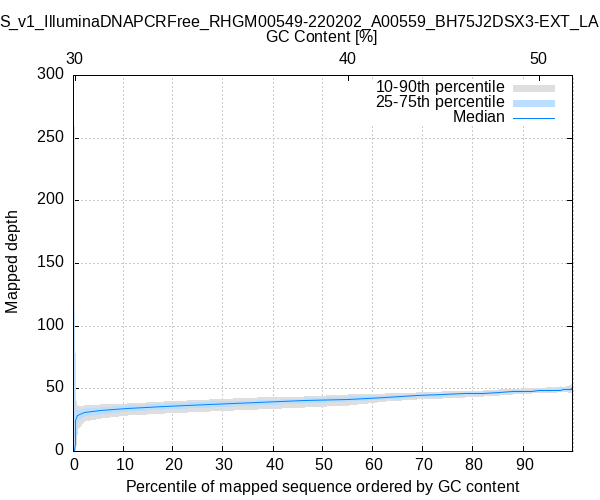 S_v1_IlluminaDNAPCRFree_RHGM00549-220202_A00559_BH75J2DSX3-EXT_LA
GC Content [%]
30 40 50
300
250
200
150
100
50
0
10-90th percentile
25-75th percentile
Median
Mapped depth
0 10 20 30 40 50 60 70 80 90
Percentile of mapped sequence ordered by GC content